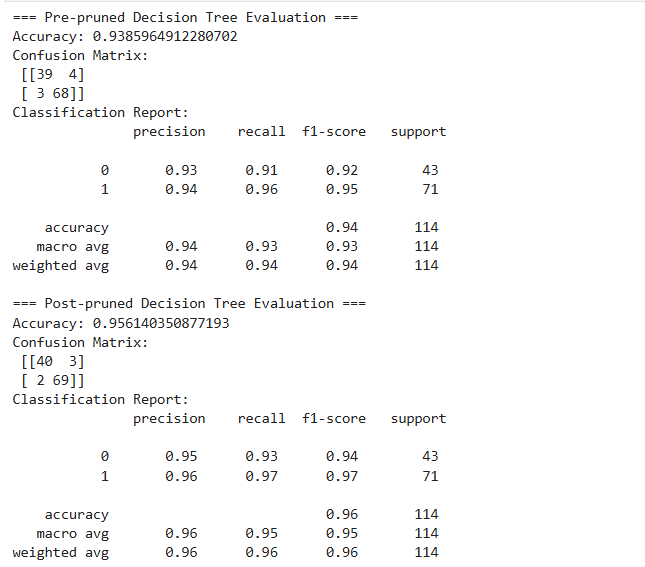 === Pre-pruned Decision Tree Evaluation ===
Accuracy: 0.9385964912280702
Confusion Matrix:
 [[39  4]
 [ 3 68]]
Classification Report:
               precision    recall  f1-score   support

           0       0.93      0.91      0.92        43
           1       0.94      0.96      0.95        71

    accuracy                           0.94       114
   macro avg       0.94      0.93      0.93       114
weighted avg       0.94      0.94      0.94       114

=== Post-pruned Decision Tree Evaluation ===
Accuracy: 0.956140350877193
Confusion Matrix:
 [[40  3]
 [ 2 69]]
Classification Report:
               precision    recall  f1-score   support

           0       0.95      0.93      0.94        43
           1       0.96      0.97      0.97        71

    accuracy                           0.96       114
   macro avg       0.96      0.95      0.95       114
weighted avg       0.96      0.96      0.96       114